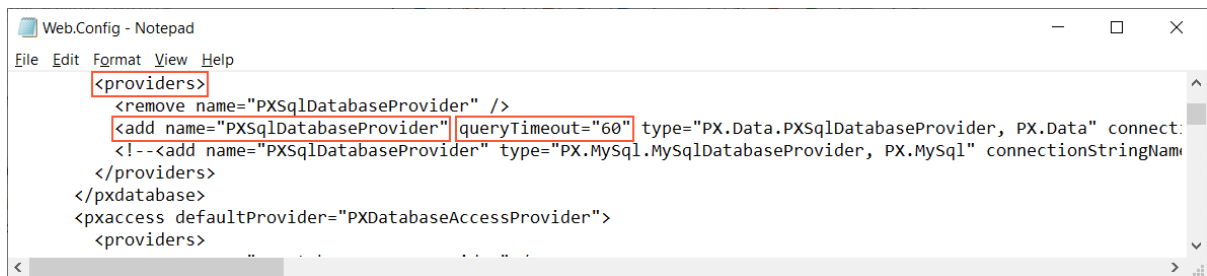 Web.Config - Notepad
File Edit Format View Help
<providers>
<remove name="PXSqlDatabaseProvider" />
<add name="PXSqlDatabaseProvider" queryTimeout="60" type="PX.Data.PXSqlDatabaseProvider, PX.Data" connecti
<!--<add name="PXSqlDatabaseProvider" type="PX.MySql.MySqlDatabaseProvider, PX.MySql" connectionStringName
</providers>
</pxdatabase>
<pxaccess defaultProvider="PXDatabaseAccessProvider">
<providers>